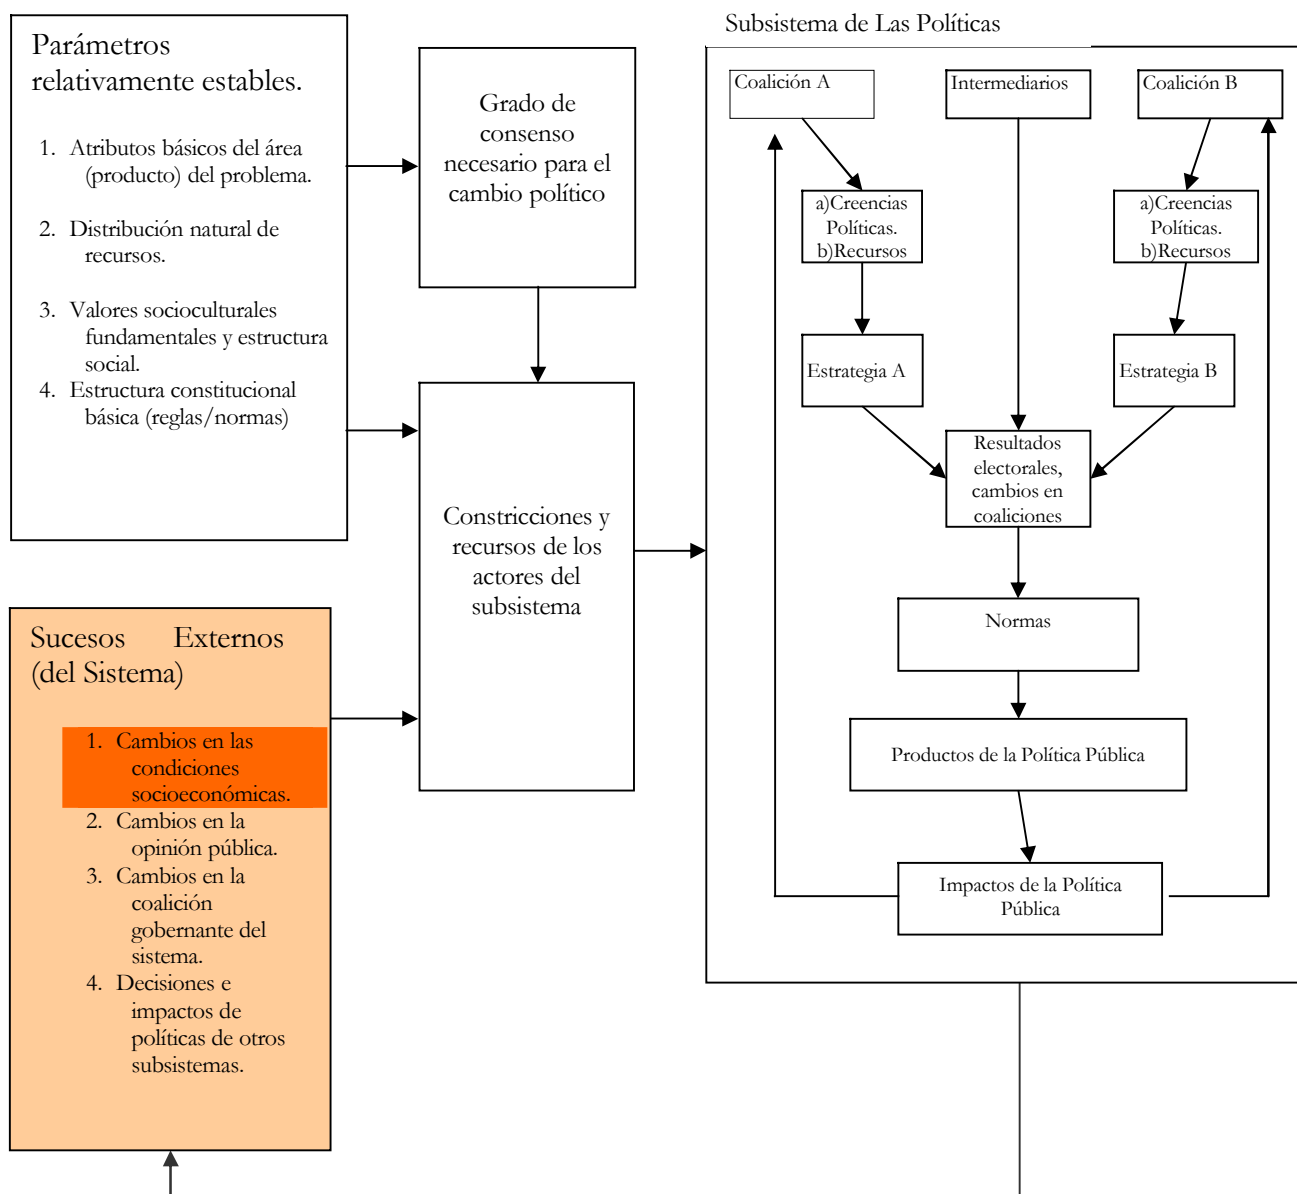 Parámetros
relativamente estables.
1. Atributos básicos del área
(producto) del problema.
2. Distribución natural de
recursos.
3. Valores socioculturales
fundamentales y estructura
social.
4. Estructura constitucional
básica (reglas/normas)
Grado de
consenso
necesario para el
cambio político
Constricciones y
recursos de los
actores del
subsistema
Sucesos Externos
(del Sistema)
1. Cambios en las
condiciones
socioeconómicas.
2. Cambios en la
opinión pública.
3. Cambios en la
coalición
gobernante del
sistema.
4. Decisiones e
impactos de
políticas de otros
subsistemas.
Subsistema de Las Políticas
Coalición A
Intermediarios
Coalición B
a)Creencias
Políticas.
b)Recursos
a)Creencias
Políticas.
b)Recursos
Estrategia A
Estrategia B
Resultados
electorales,
cambios en
coaliciones
Normas
Productos de la Política Pública
Impactos de la Política
Pública